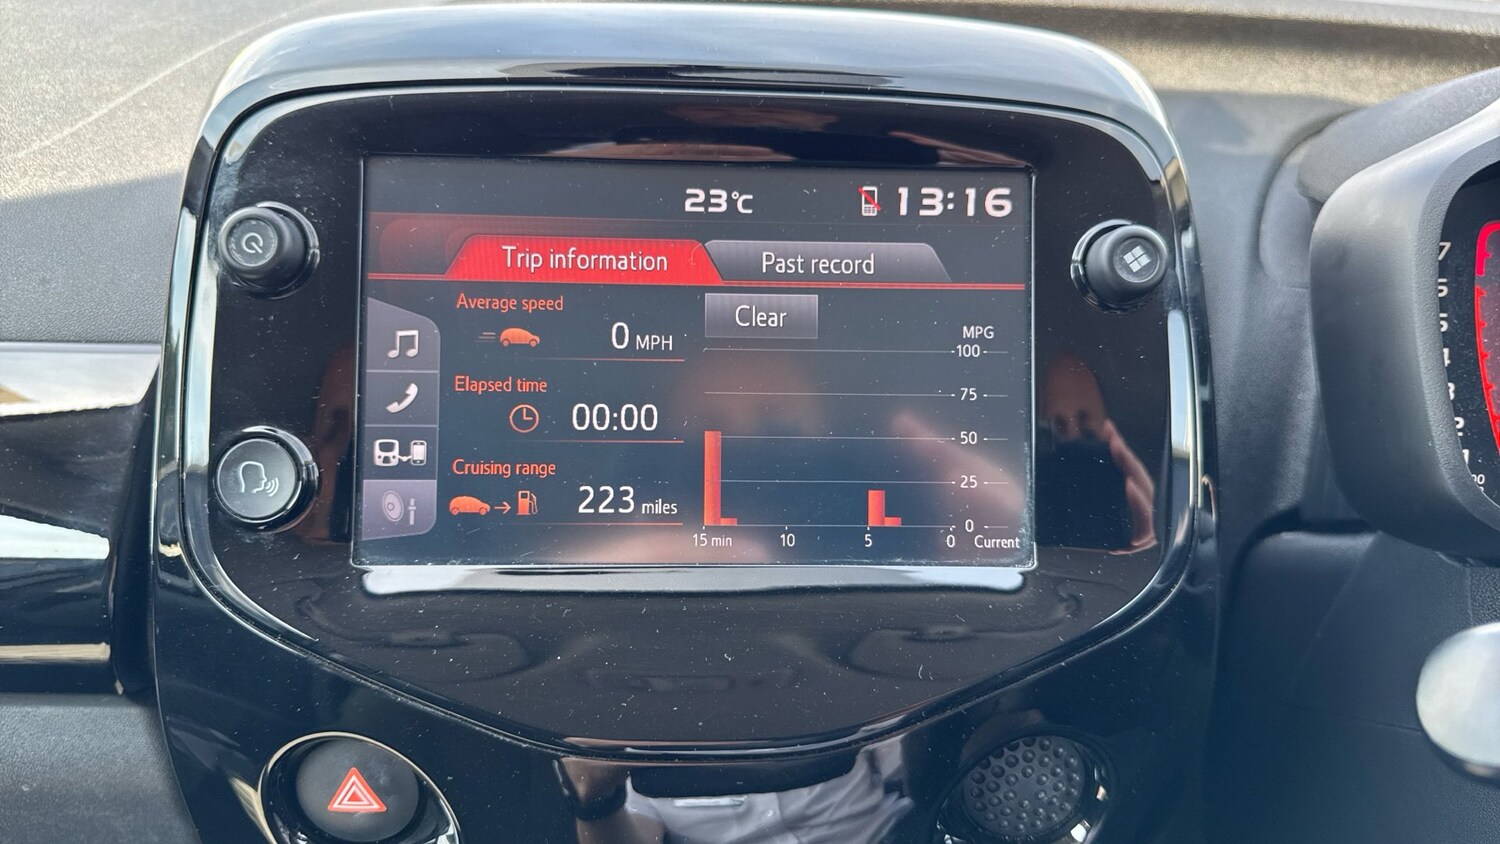 23°C 13:16
Trip information Past record
Average speed
0 MPH
Elapsed time
00:00
Cruising range
223 miles
Clear
MPG
100
75
50
25
0
15 min 10 5 0 Current